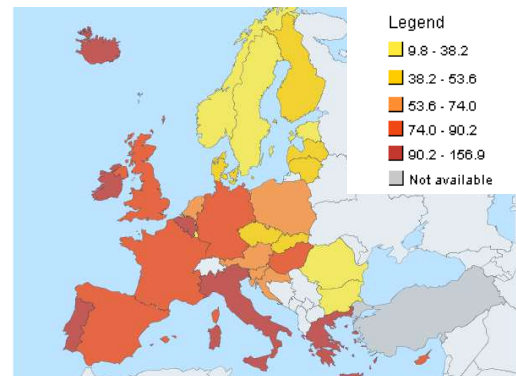 Legend
9.8 - 38.2
38.2 - 53.6
53.6 - 74.0
74.0 - 90.2
90.2 - 156.9
Not available